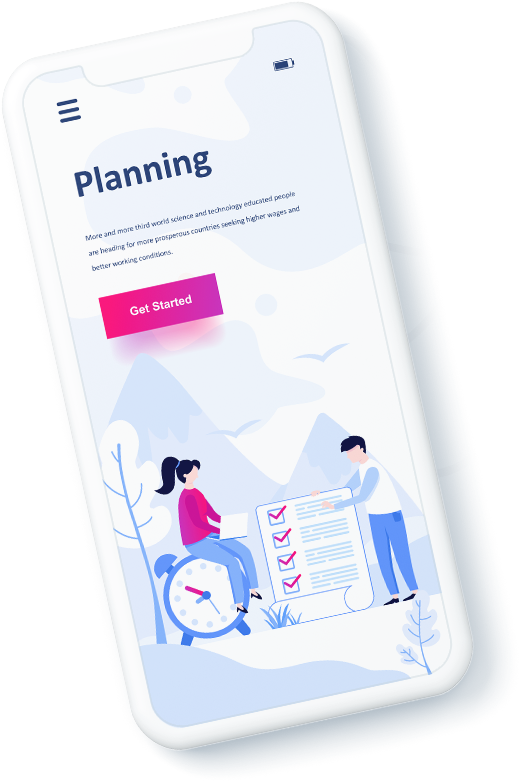 Planning
More and more third world science and technology educated people
are heading for more prosperous countries seeking higher wages and
better working conditions.
Get Started